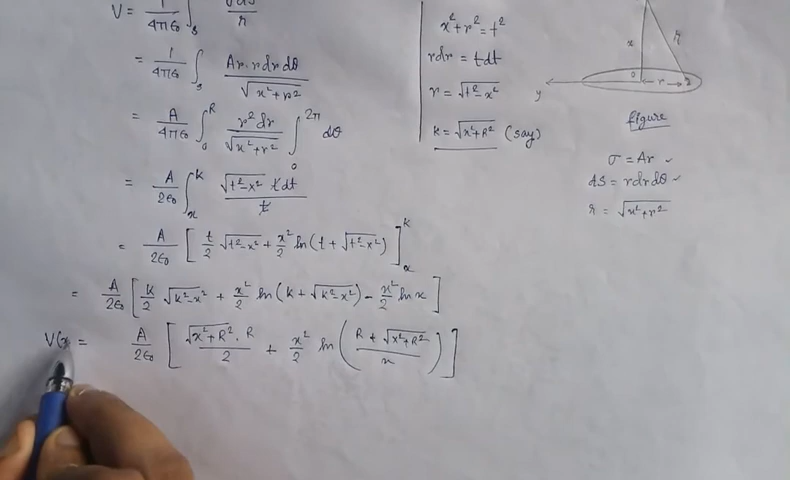 V = 1/4πϵ₀ ∫ₛ σds/r
= 1/4πϵ₀ ∫ₛ Ar.rdrdθ/√x²+r²
= A/4πϵ₀ ∫₀ᴿ r²dr/√x²+r² ∫₀^2π dθ
= A/2ϵ₀ ∫ₓᵏ √t²-x² tdt/t
= A/2ϵ₀ [t/2 √t²-x² + x²/2 ln(t + √t²-x²)]ₓᵏ
= A/2ϵ₀ [k/2 √k²-x² + x²/2 ln(k + √k²-x²) - x²/2 ln x]
V(x = A/2ϵ₀ [√x²+R² . R/2 + x²/2 ln(R + √x²+R²/x)]
x² + r² = t²
rdr = tdt
r = √t²-x²
k = √x²+R² (say)
x
r
y
o
r
figure
σ = Ar ✓
dS = rdrdθ ✓
r = √x²+r²